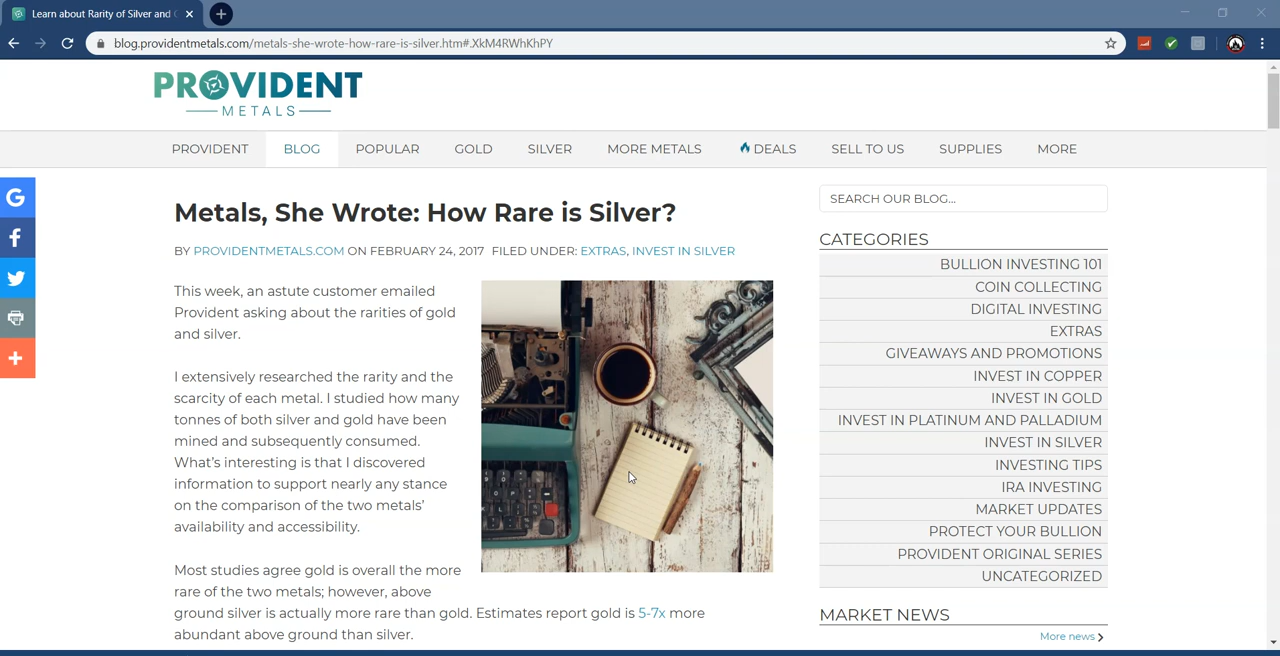 Learn about Rarity of Silver and
blog.providentmetals.com/metals-she-wrote-how-rare-is-silver.htm#.XkM4RWhKhPY
PROVIDENT
METALS
PROVIDENT BLOG POPULAR GOLD SILVER MORE METALS DEALS SELL TO US SUPPLIES MORE
Metals, She Wrote: How Rare is Silver?
BY PROVIDENTMETALS.COM ON FEBRUARY 24, 2017 FILED UNDER: EXTRAS, INVEST IN SILVER
This week, an astute customer emailed
Provident asking about the rarities of gold
and silver.
I extensively researched the rarity and the
scarcity of each metal. I studied how many
tonnes of both silver and gold have been
mined and subsequently consumed.
What's interesting is that I discovered
information to support nearly any stance
on the comparison of the two metals'
availability and accessibility.
Most studies agree gold is overall the more
rare of the two metals; however, above
ground silver is actually more rare than gold. Estimates report gold is 5-7x more
abundant above ground than silver.
SEARCH OUR BLOG...
CATEGORIES
BULLION INVESTING 101
COIN COLLECTING
DIGITAL INVESTING
EXTRAS
GIVEAWAYS AND PROMOTIONS
INVEST IN COPPER
INVEST IN GOLD
INVEST IN PLATINUM AND PALLADIUM
INVEST IN SILVER
INVESTING TIPS
IRA INVESTING
MARKET UPDATES
PROTECT YOUR BULLION
PROVIDENT ORIGINAL SERIES
UNCATEGORIZED
MARKET NEWS
More news